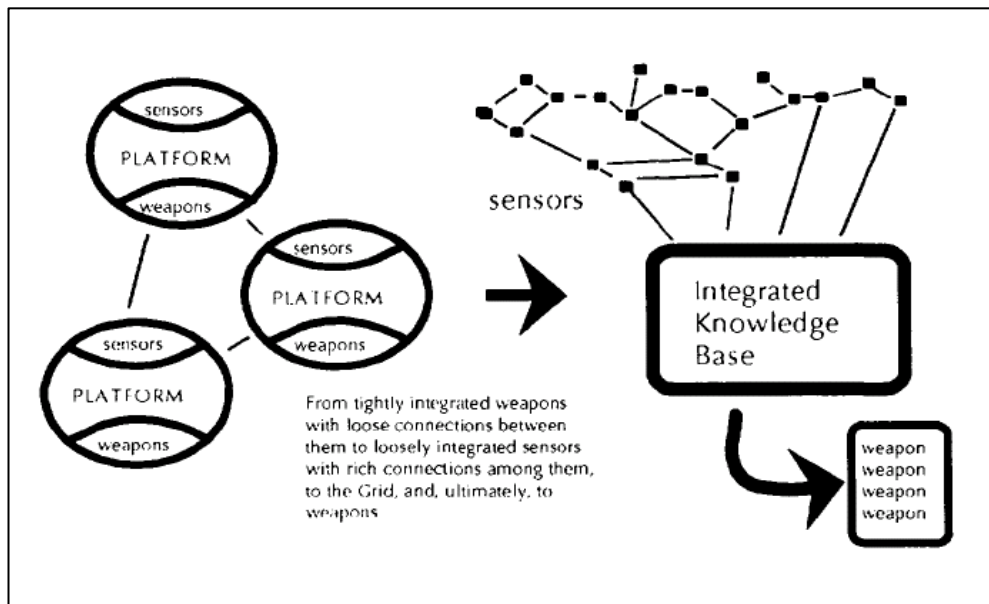 sensors
PLATFORM
weapons
sensors
PLATFORM
weapons
sensors
PLATFORM
weapons
From tightly integrated weapons
with loose connections between
them to loosely integrated sensors
with rich connections among them,
to the Grid, and, ultimately, to
weapons
sensors
Integrated
Knowledge
Base
weapon
weapon
weapon
weapon